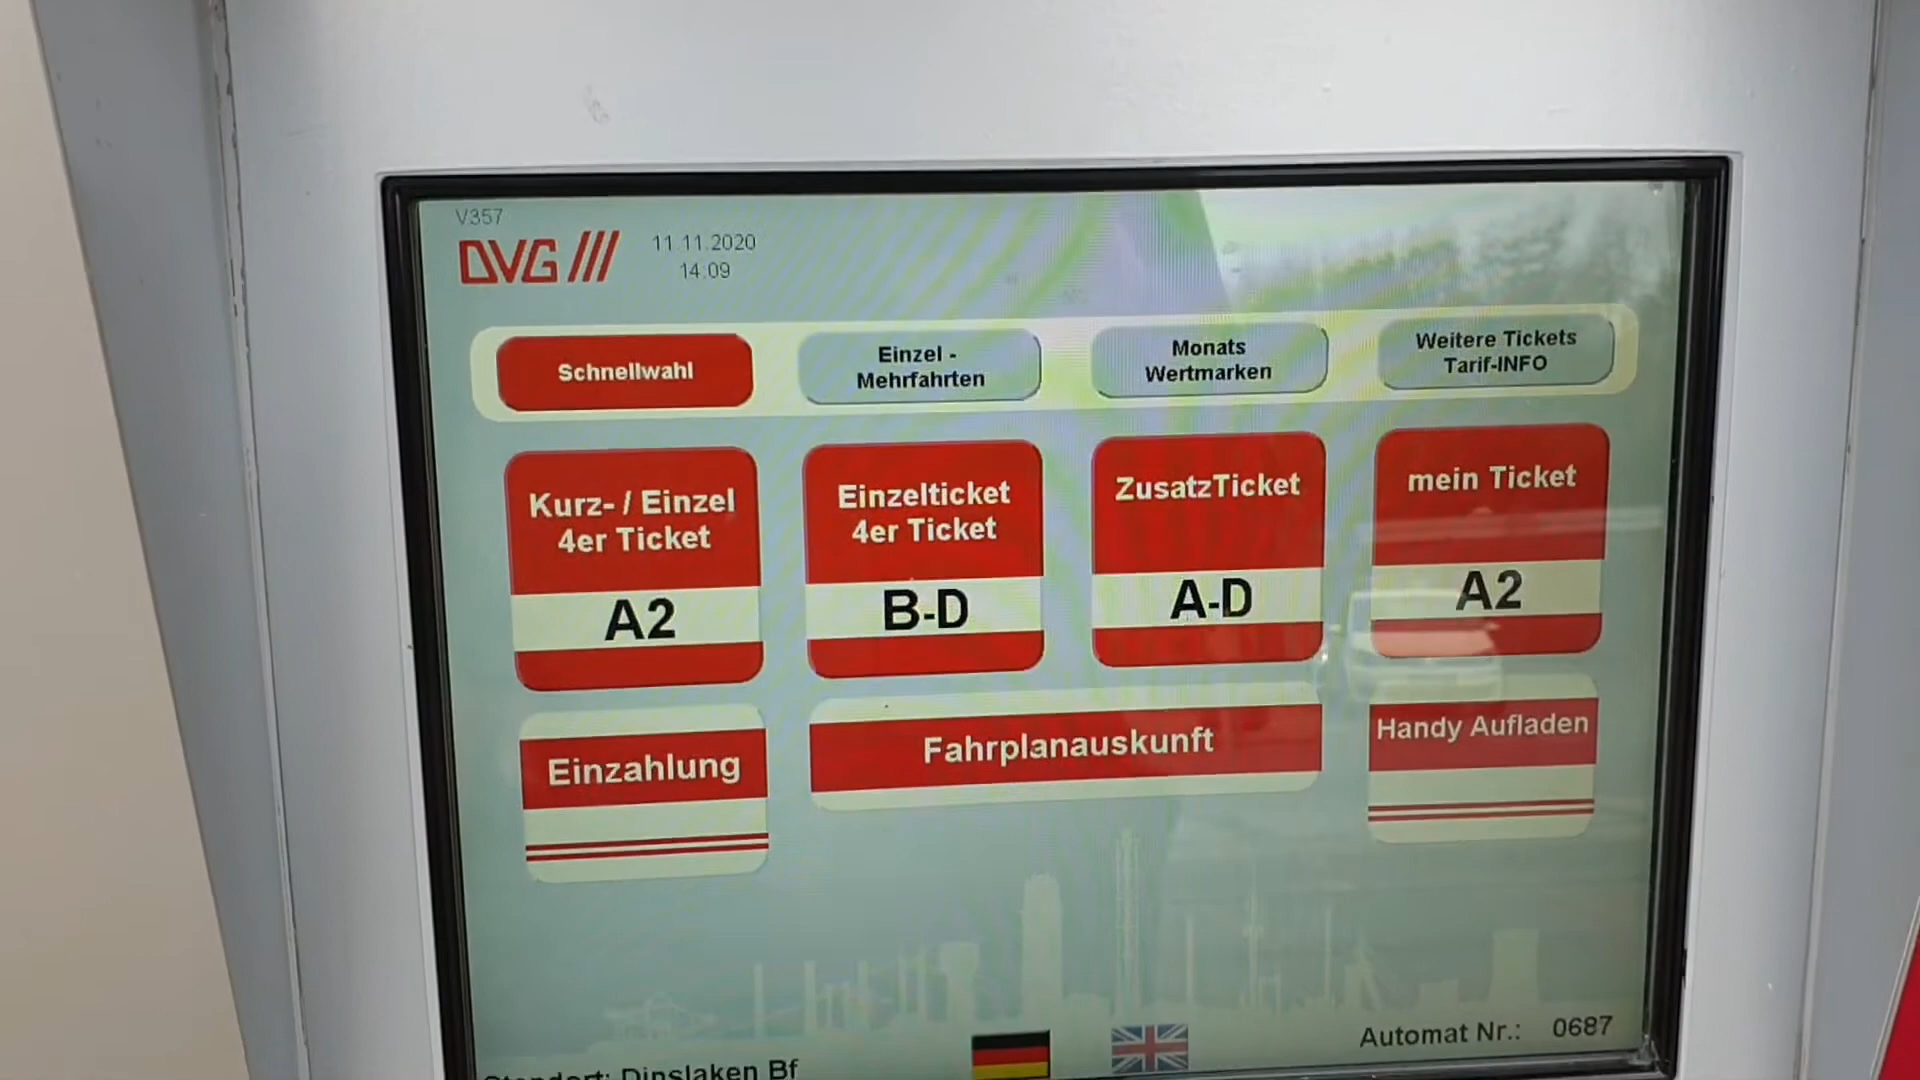 V357
DVG
11.11.2020
14:09
Schnellwahl
Einzel -
Mehrfahrten
Monats
Wertmarken
Weitere Tickets
Tarif-INFO
Kurz- / Einzel
4er Ticket
A2
Einzelticket
4er Ticket
B-D
ZusatzTicket
A-D
mein Ticket
A2
Einzahlung
Fahrplanauskunft
Handy Aufladen
Automat Nr.: 0687
Standort: Dinslaken Bf